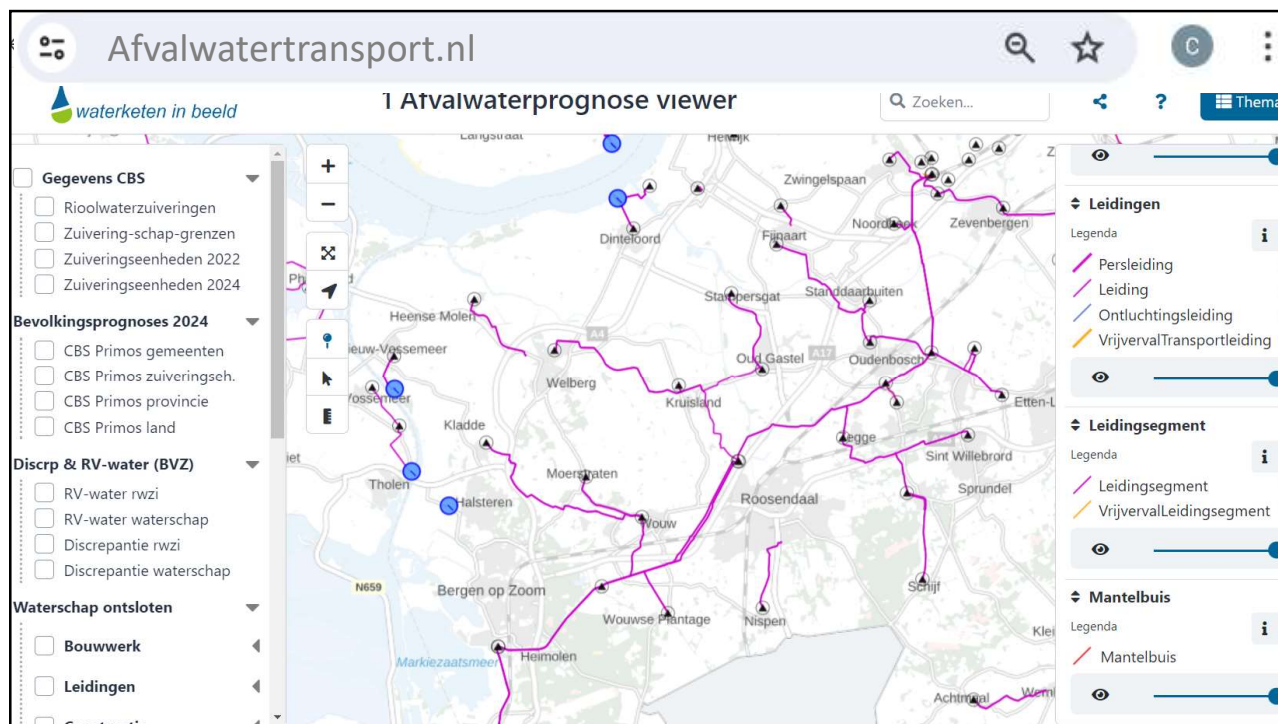 Afvalwatertransport.nl
C
waterketen in beeld
1 Afvalwaterprognose viewer
Zoeken...
?
Thema
Gegevens CBS
Rioolwaterzuiveringen
Zuivering-schap-grenzen
Zuiveringseenheden 2022
Zuiveringseenheden 2024
Bevolkingsprognoses 2024
CBS Primos gemeenten
CBS Primos zuiveringseh.
CBS Primos provincie
CBS Primos land
Discrp & RV-water (BVZ)
RV-water rwzi
RV-water waterschap
Discrepantie rwzi
Discrepantie waterschap
Waterschap ontsloten
Bouwwerk
Leidingen
+
−
Langstraat
Zwingelspaan
Noordhoek
Zevenbergen
Dinteloord
Fijnaart
Stampersgat
Standdaarbuiten
Heense Molen
A4
Oud Gastel
A17
Oudenbosch
Welberg
Kruisland
Etten-L
Kladde
Hegge
Sint Willebrord
Moerstraten
Tholen
Halsteren
Roosendaal
Sprundel
Wouw
N659
Bergen op Zoom
Schijf
Wouwse Plantage
Nispen
Heimolen
Markiezaatsmeer
Achtmaal
Leidingen
Legenda
i
Persleiding
Leiding
Ontluchtingsleiding
VrijvervalTransportleiding
Leidingsegment
Legenda
i
Leidingsegment
VrijvervalLeidingsegment
Mantelbuis
Legenda
i
Mantelbuis